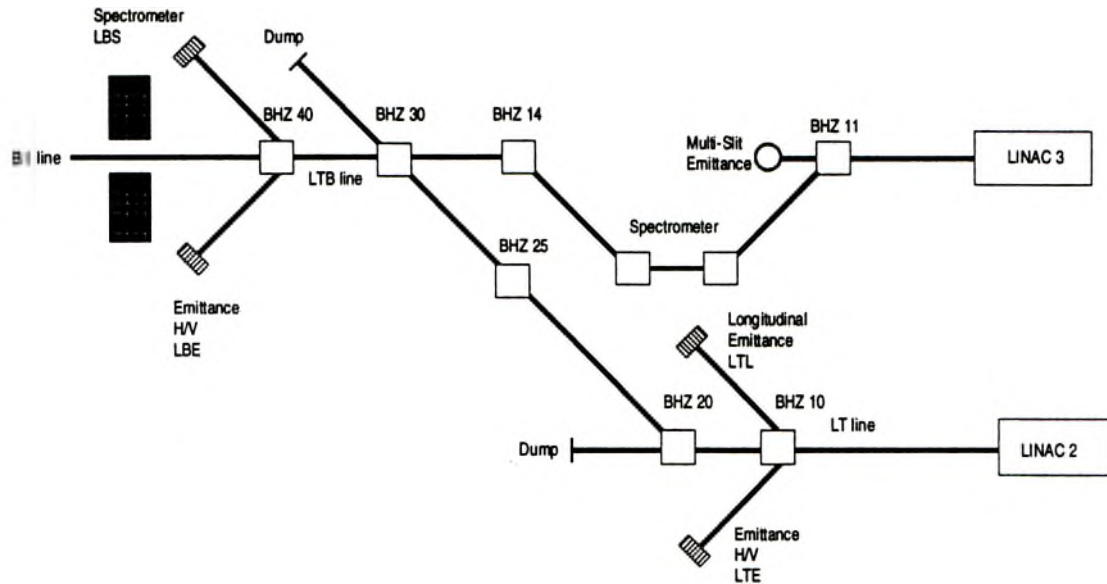 Spectrometer
LBS
Dump
BHZ 40
BHZ 30
BHZ 14
BHZ 11
Multi-Slit
Emittance
LINAC 3
line
LTB line
Spectrometer
BHZ 25
Emittance
H/V
LBE
Longitudinal
Emittance
LTL
BHZ 20
BHZ 10
LT line
Dump
LINAC 2
Emittance
H/V
LTE